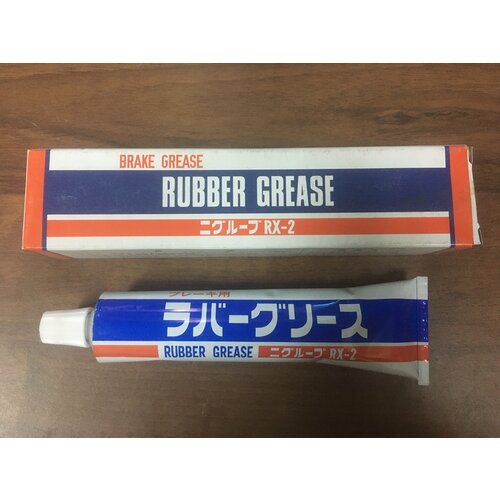 BRAKE GREASE
RUBBER GREASE
ニグルーブ RX-2
ブレーキ用
ラバーグリース
RUBBER GREASE ニグルーブ RX-2